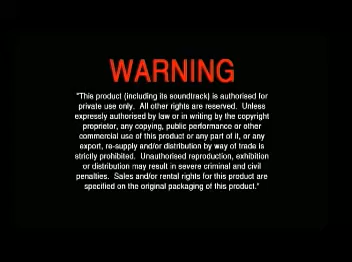 WARNING
"This product (including its soundtrack) is authorised for
private use only.  All other rights are reserved.  Unless
expressly authorised by law or in writing by the copyright
proprietor, any copying, public performance or other
commercial use of this product or any part of it, or any
export, re-supply and/or distribution by way of trade is
strictly prohibited.  Unauthorised reproduction, exhibition
or distribution may result in severe criminal and civil
penalties.  Sales and/or rental rights for this product are
specified on the original packaging of this product."